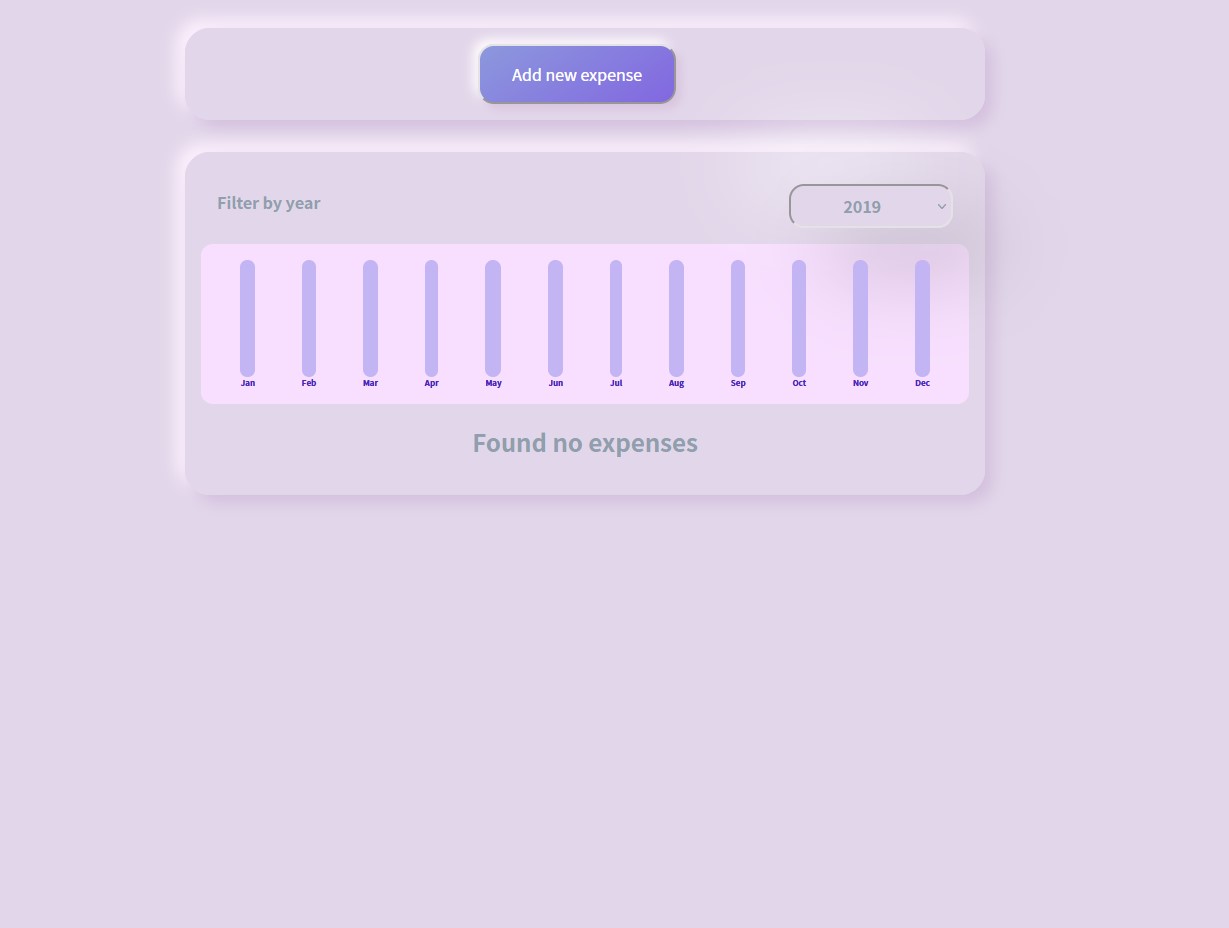 Add new expense
Filter by year
2019
Jan Feb Mar Apr May Jun Jul Aug Sep Oct Nov Dec
Found no expenses